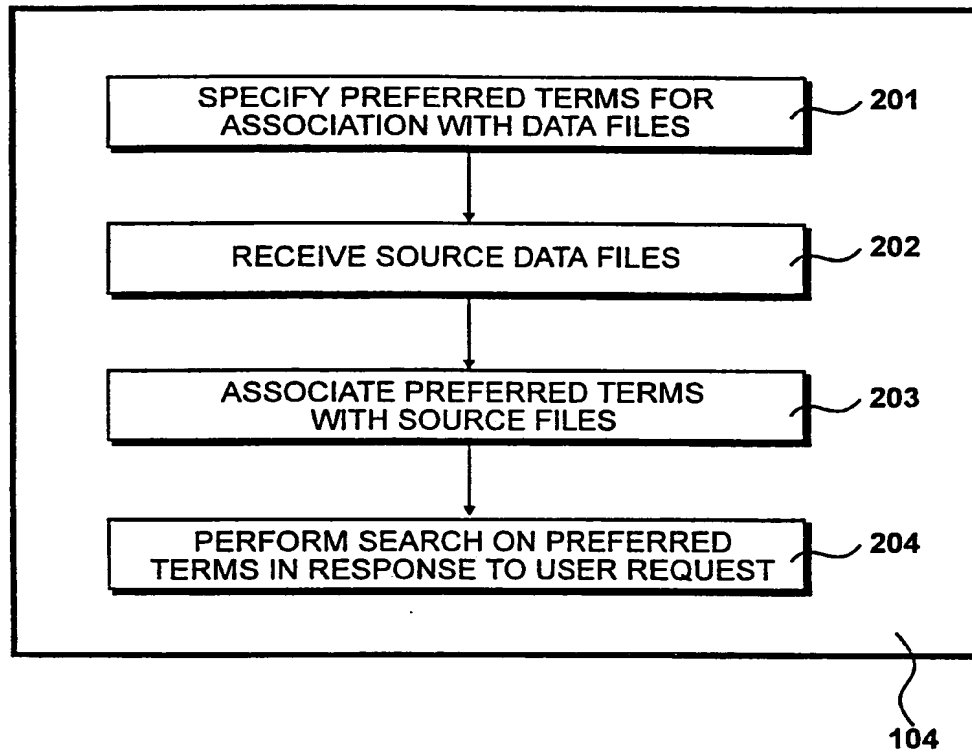 SPECIFY PREFERRED TERMS FOR
ASSOCIATION WITH DATA FILES
201
RECEIVE SOURCE DATA FILES
202
ASSOCIATE PREFERRED TERMS
WITH SOURCE FILES
203
PERFORM SEARCH ON PREFERRED
TERMS IN RESPONSE TO USER REQUEST
204
104